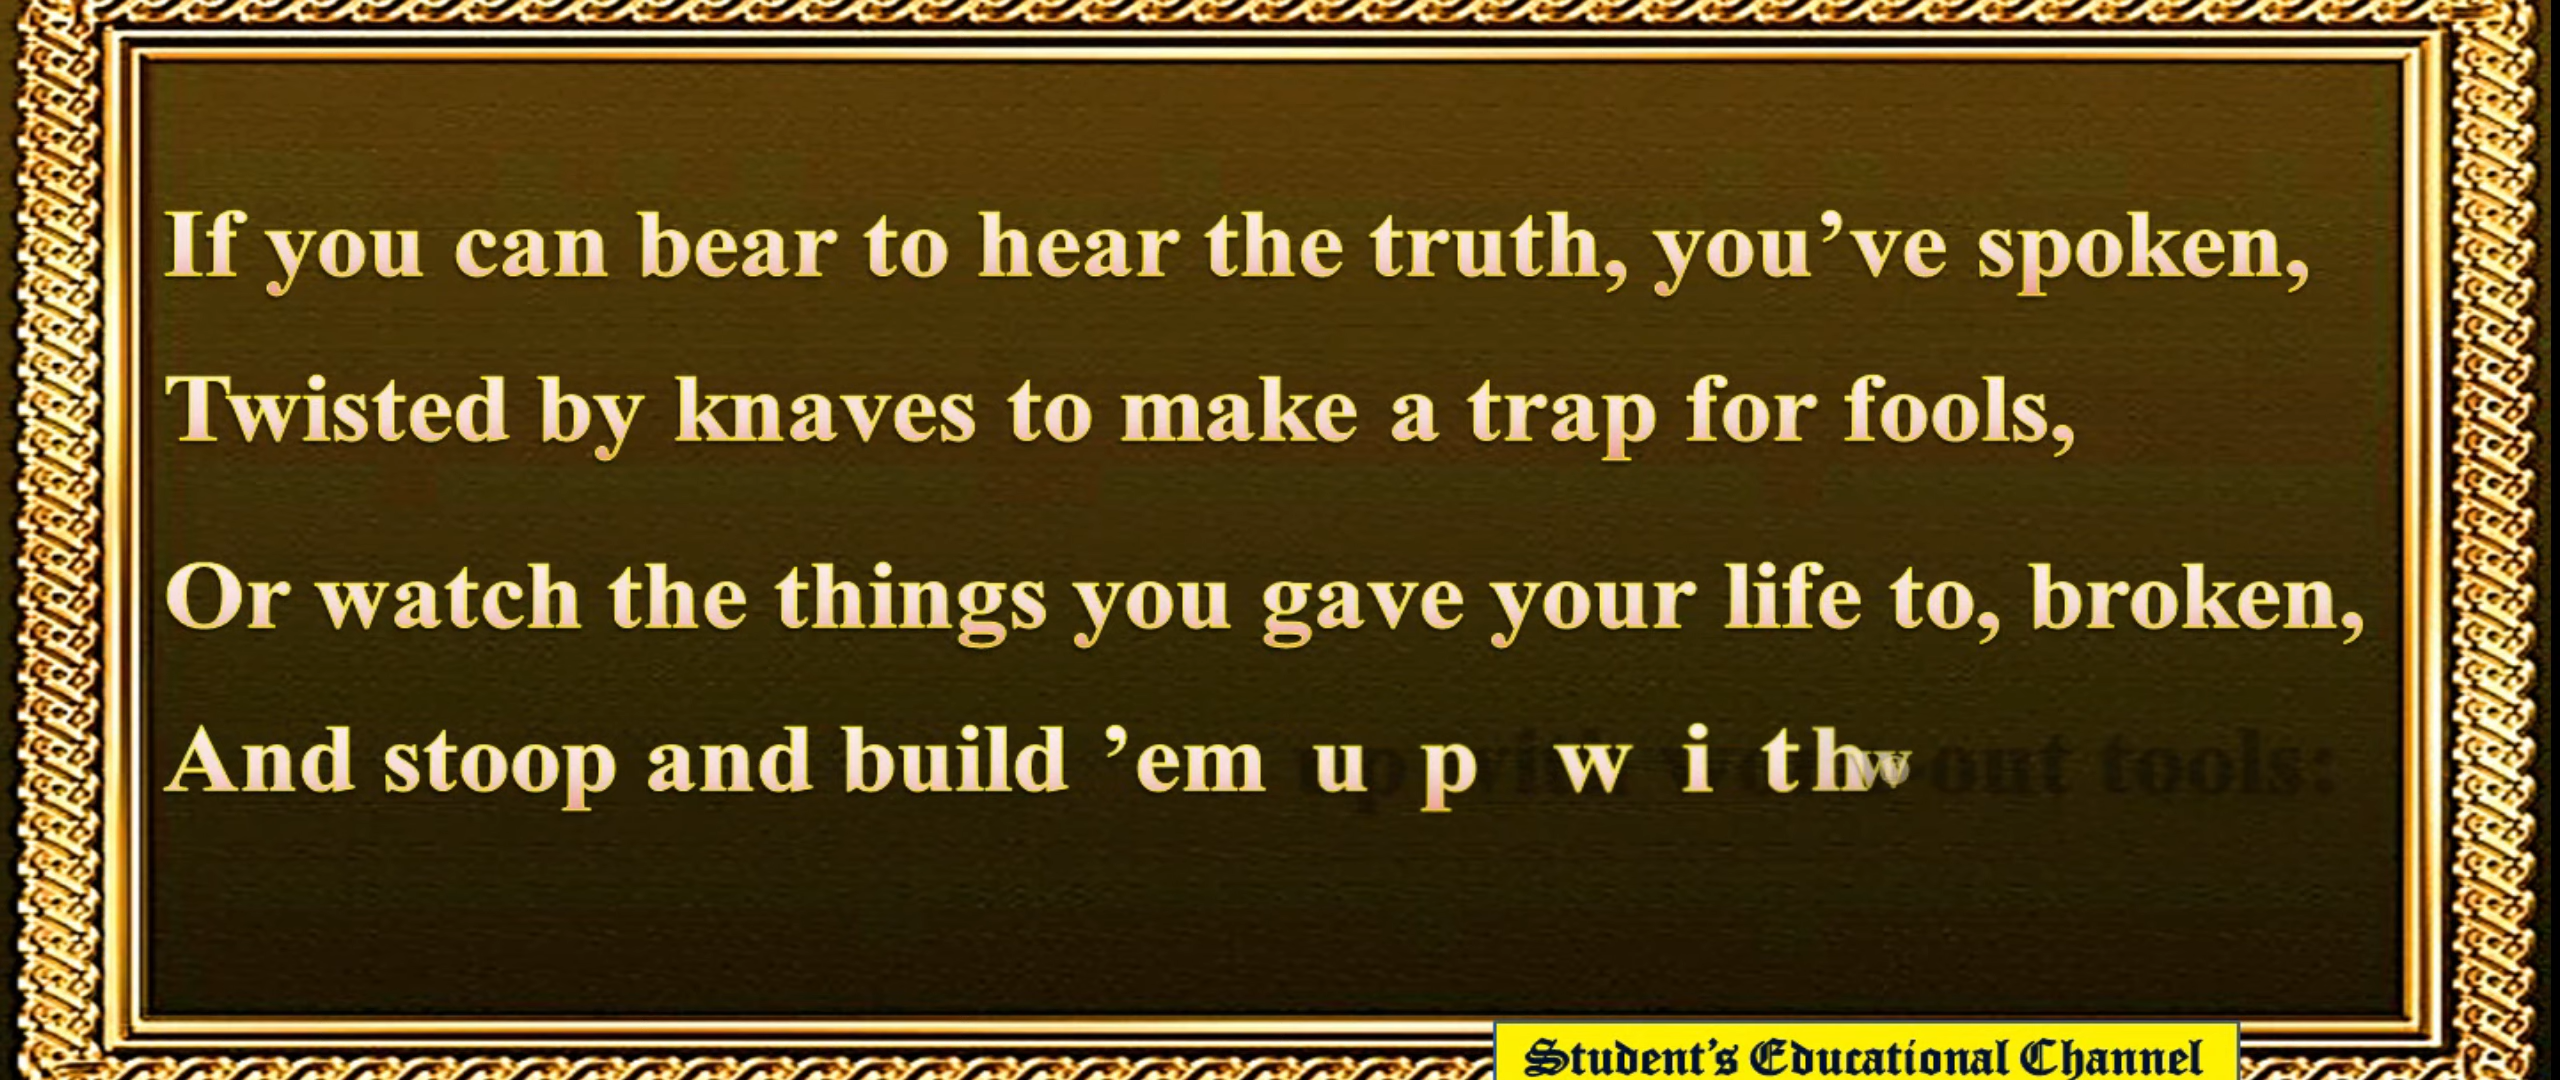 If you can bear to hear the truth, you’ve spoken,
Twisted by knaves to make a trap for fools,
Or watch the things you gave your life to, broken,
And stoop and build ’em up with w out tools:
Student's Educational Channel